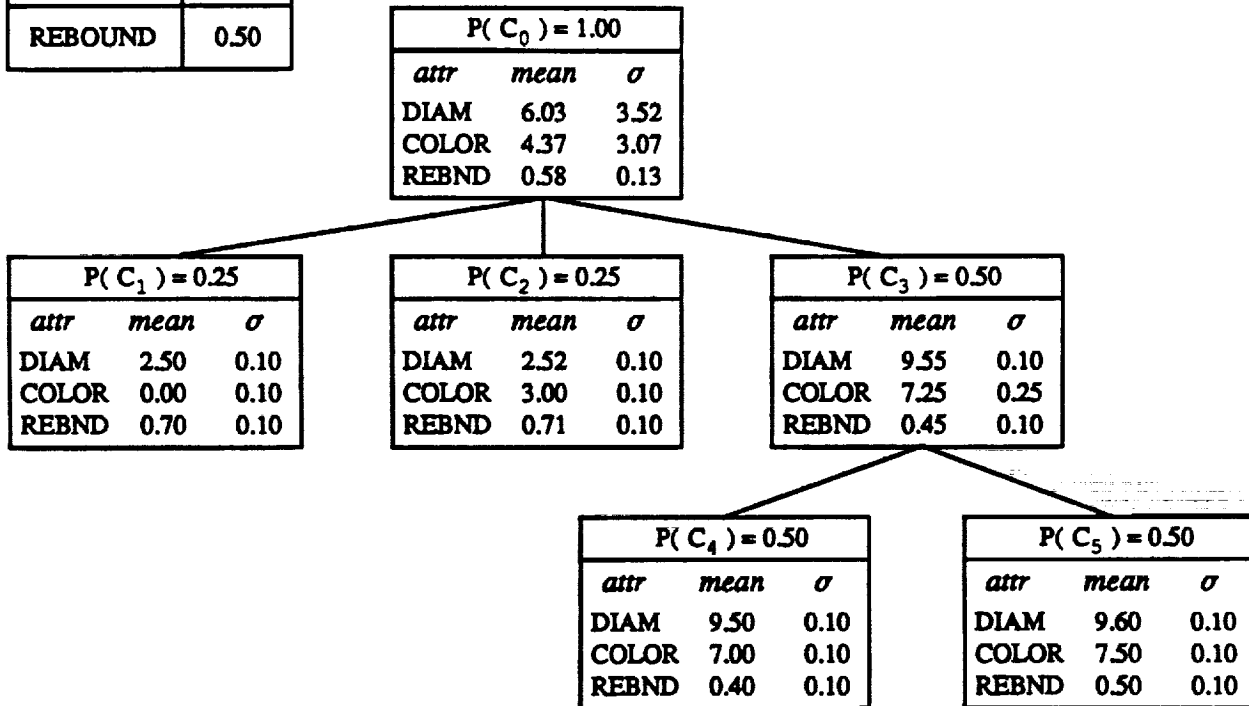 REBOUND 0.50
P( C0 ) = 1.00
attr mean σ
DIAM 6.03 3.52
COLOR 4.37 3.07
REBND 0.58 0.13
P( C1 ) = 0.25
attr mean σ
DIAM 2.50 0.10
COLOR 0.00 0.10
REBND 0.70 0.10
P( C2 ) = 0.25
attr mean σ
DIAM 2.52 0.10
COLOR 3.00 0.10
REBND 0.71 0.10
P( C3 ) = 0.50
attr mean σ
DIAM 9.55 0.10
COLOR 7.25 0.25
REBND 0.45 0.10
P( C4 ) = 0.50
attr mean σ
DIAM 9.50 0.10
COLOR 7.00 0.10
REBND 0.40 0.10
P( C5 ) = 0.50
attr mean σ
DIAM 9.60 0.10
COLOR 7.50 0.10
REBND 0.50 0.10